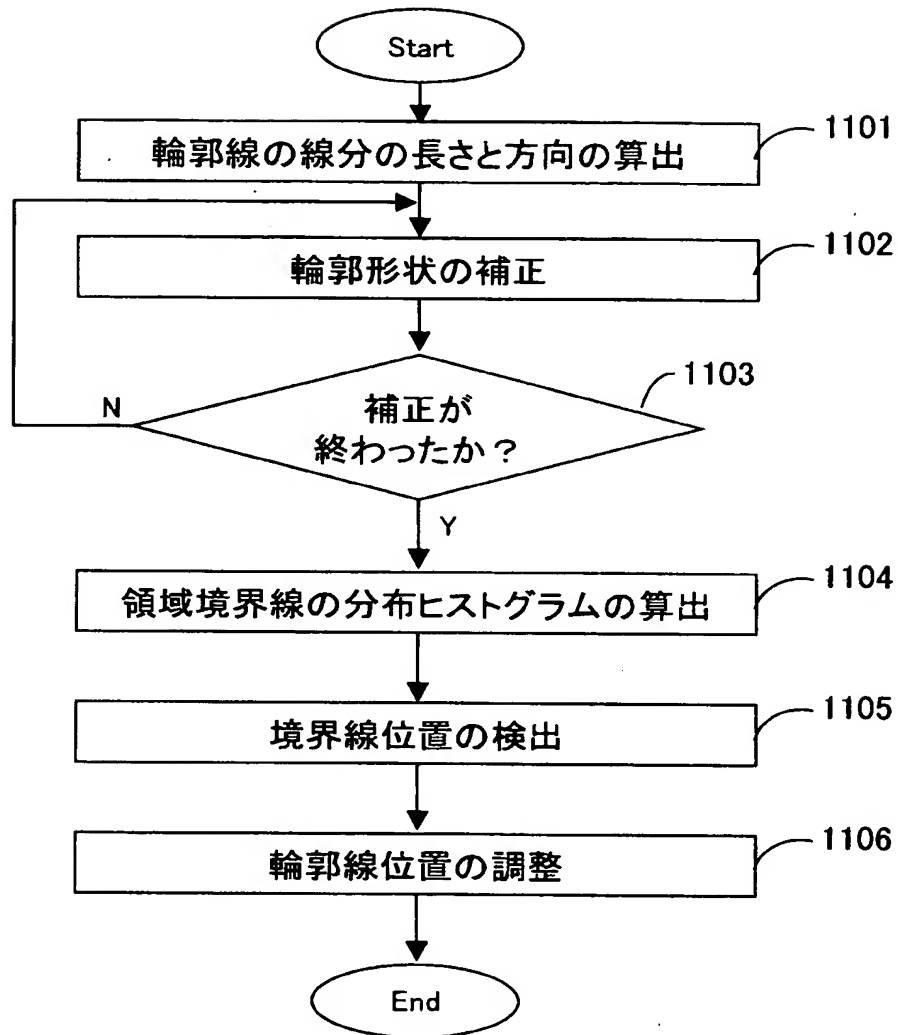 Start
輪郭線の線分の長さと方向の算出
1101
輪郭形状の補正
1102
補正が
終わったか？
1103
N
Y
領域境界線の分布ヒストグラムの算出
1104
境界線位置の検出
1105
輪郭線位置の調整
1106
End